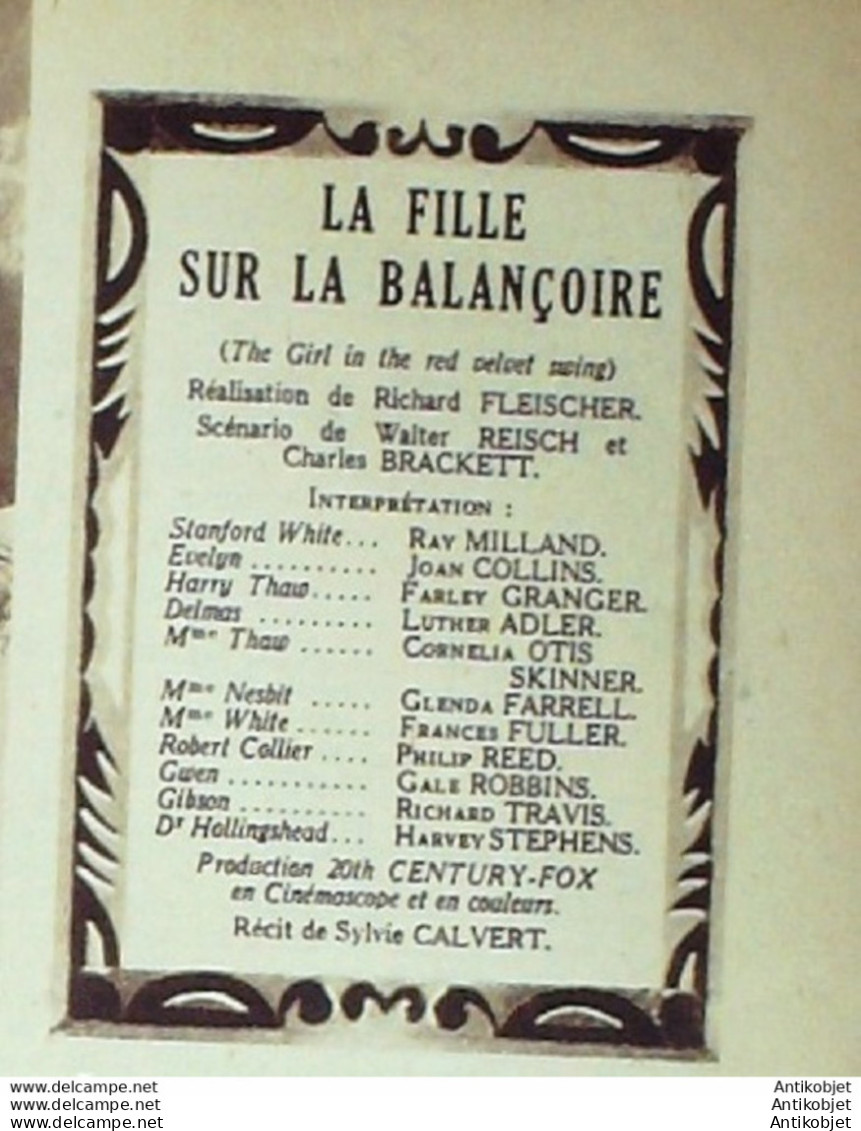 LA FILLE
SUR LA BALANÇOIRE
(The Girl in the red velvet swing)
Réalisation de Richard FLEISCHER.
Scénario de Walter REISCH et
Charles BRACKETT.
INTERPRÉTATION :
Stanford White... RAY MILLAND.
Evelyn .......... JOAN COLLINS.
Harry Thaw..... FARLEY GRANGER.
Delmas ......... LUTHER ADLER.
Mme Thaw ...... CORNELIA OTIS
SKINNER.
Mme Nesbit ..... GLENDA FARRELL.
Mme White....... FRANCES FULLER.
Robert Collier .... PHILIP REED.
Gwen ........... GALE ROBBINS.
Gibson .......... RICHARD TRAVIS.
Dr Hollingshead... HARVEY STEPHENS.
Production 20th CENTURY-FOX
en Cinémascope et en couleurs.
Récit de Sylvie CALVERT.
www.delcampe.net Antikobjet
www.delcampe.net Antikobjet
www.delcampe.net Antikobjet